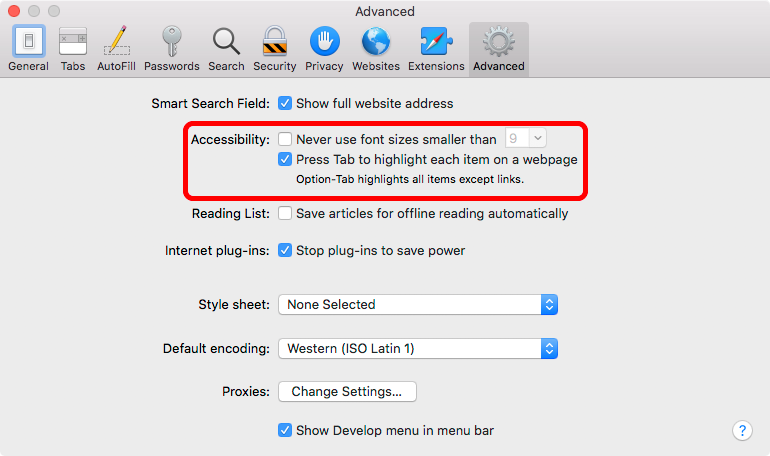 Advanced
General Tabs AutoFill Passwords Search Security Privacy Websites Extensions Advanced
Smart Search Field: Show full website address
Accessibility: Never use font sizes smaller than 9
Press Tab to highlight each item on a webpage
Option-Tab highlights all items except links.
Reading List: Save articles for offline reading automatically
Internet plug-ins: Stop plug-ins to save power
Style sheet: None Selected
Default encoding: Western (ISO Latin 1)
Proxies: Change Settings...
Show Develop menu in menu bar
?